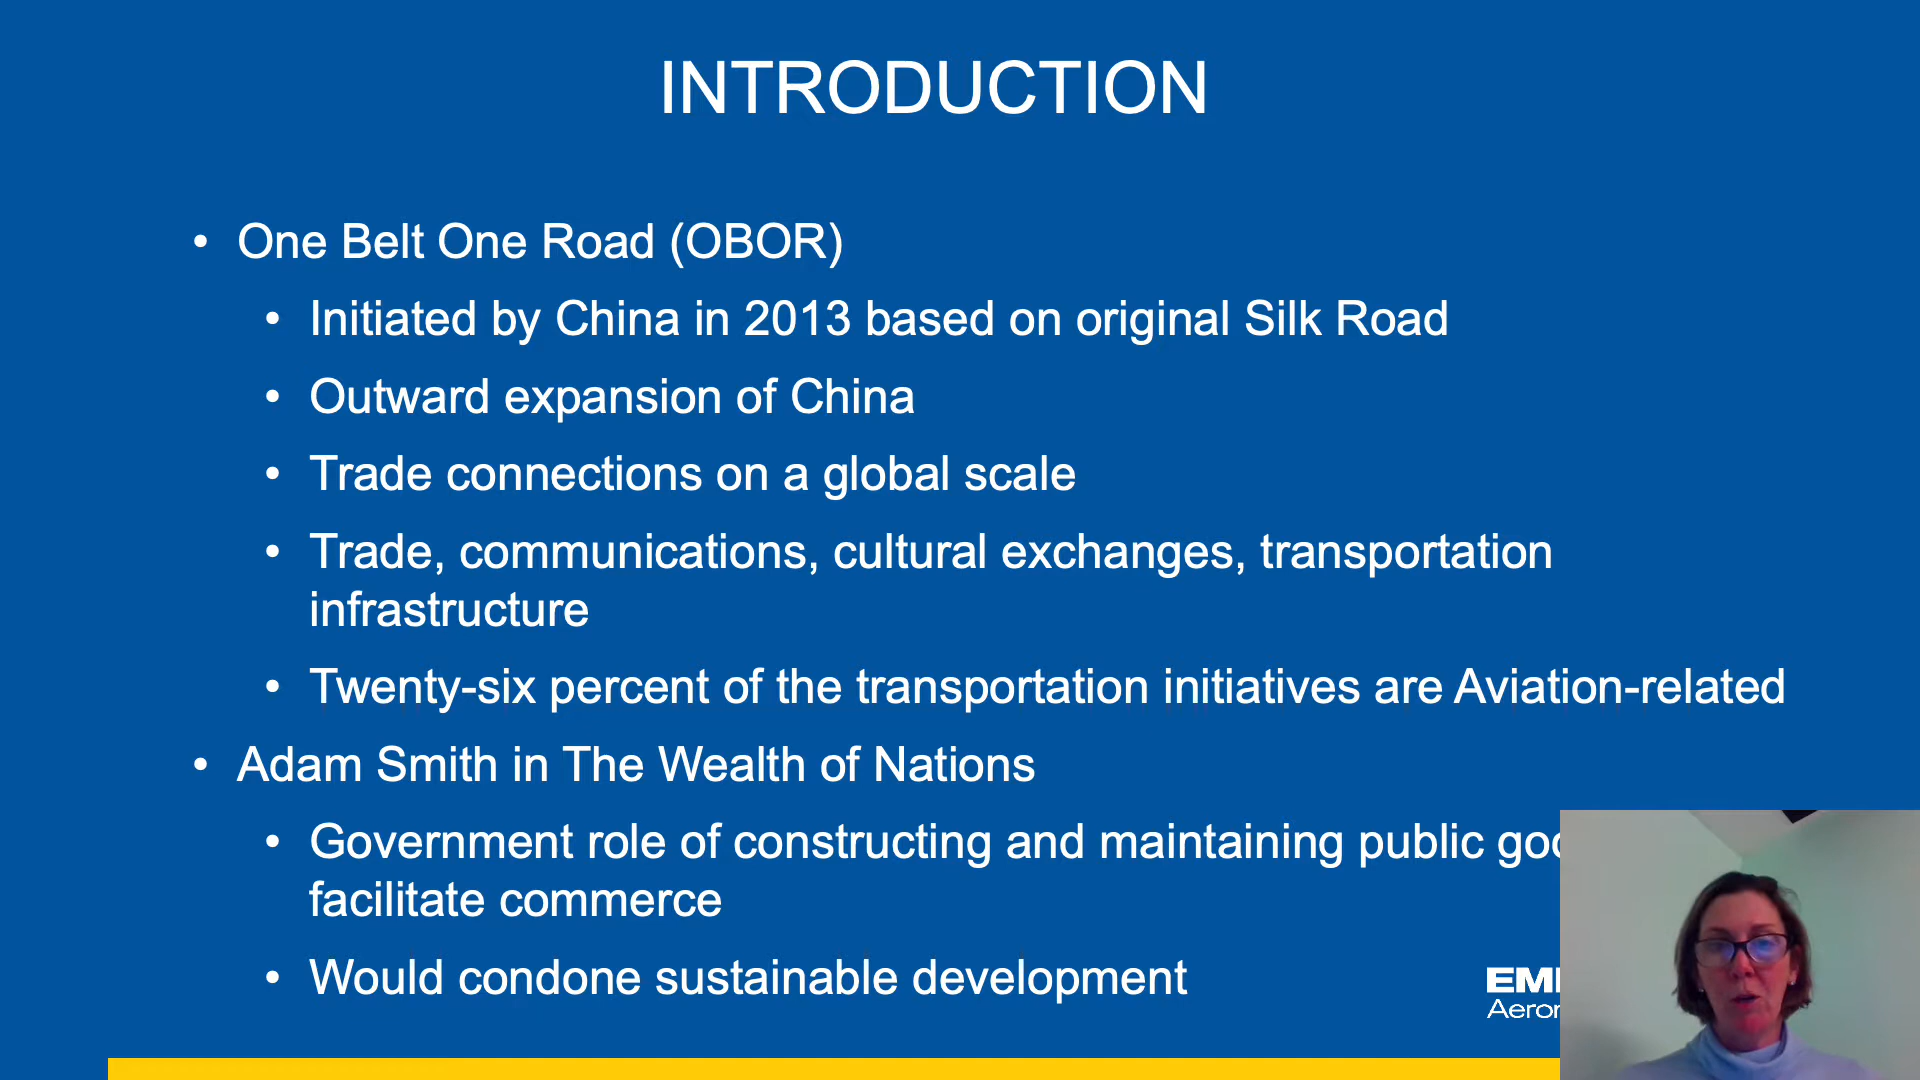 INTRODUCTION
• One Belt One Road (OBOR)
• Initiated by China in 2013 based on original Silk Road
• Outward expansion of China
• Trade connections on a global scale
• Trade, communications, cultural exchanges, transportation
infrastructure
• Twenty-six percent of the transportation initiatives are Aviation-related
• Adam Smith in The Wealth of Nations
• Government role of constructing and maintaining public
facilitate commerce
• Would condone sustainable development